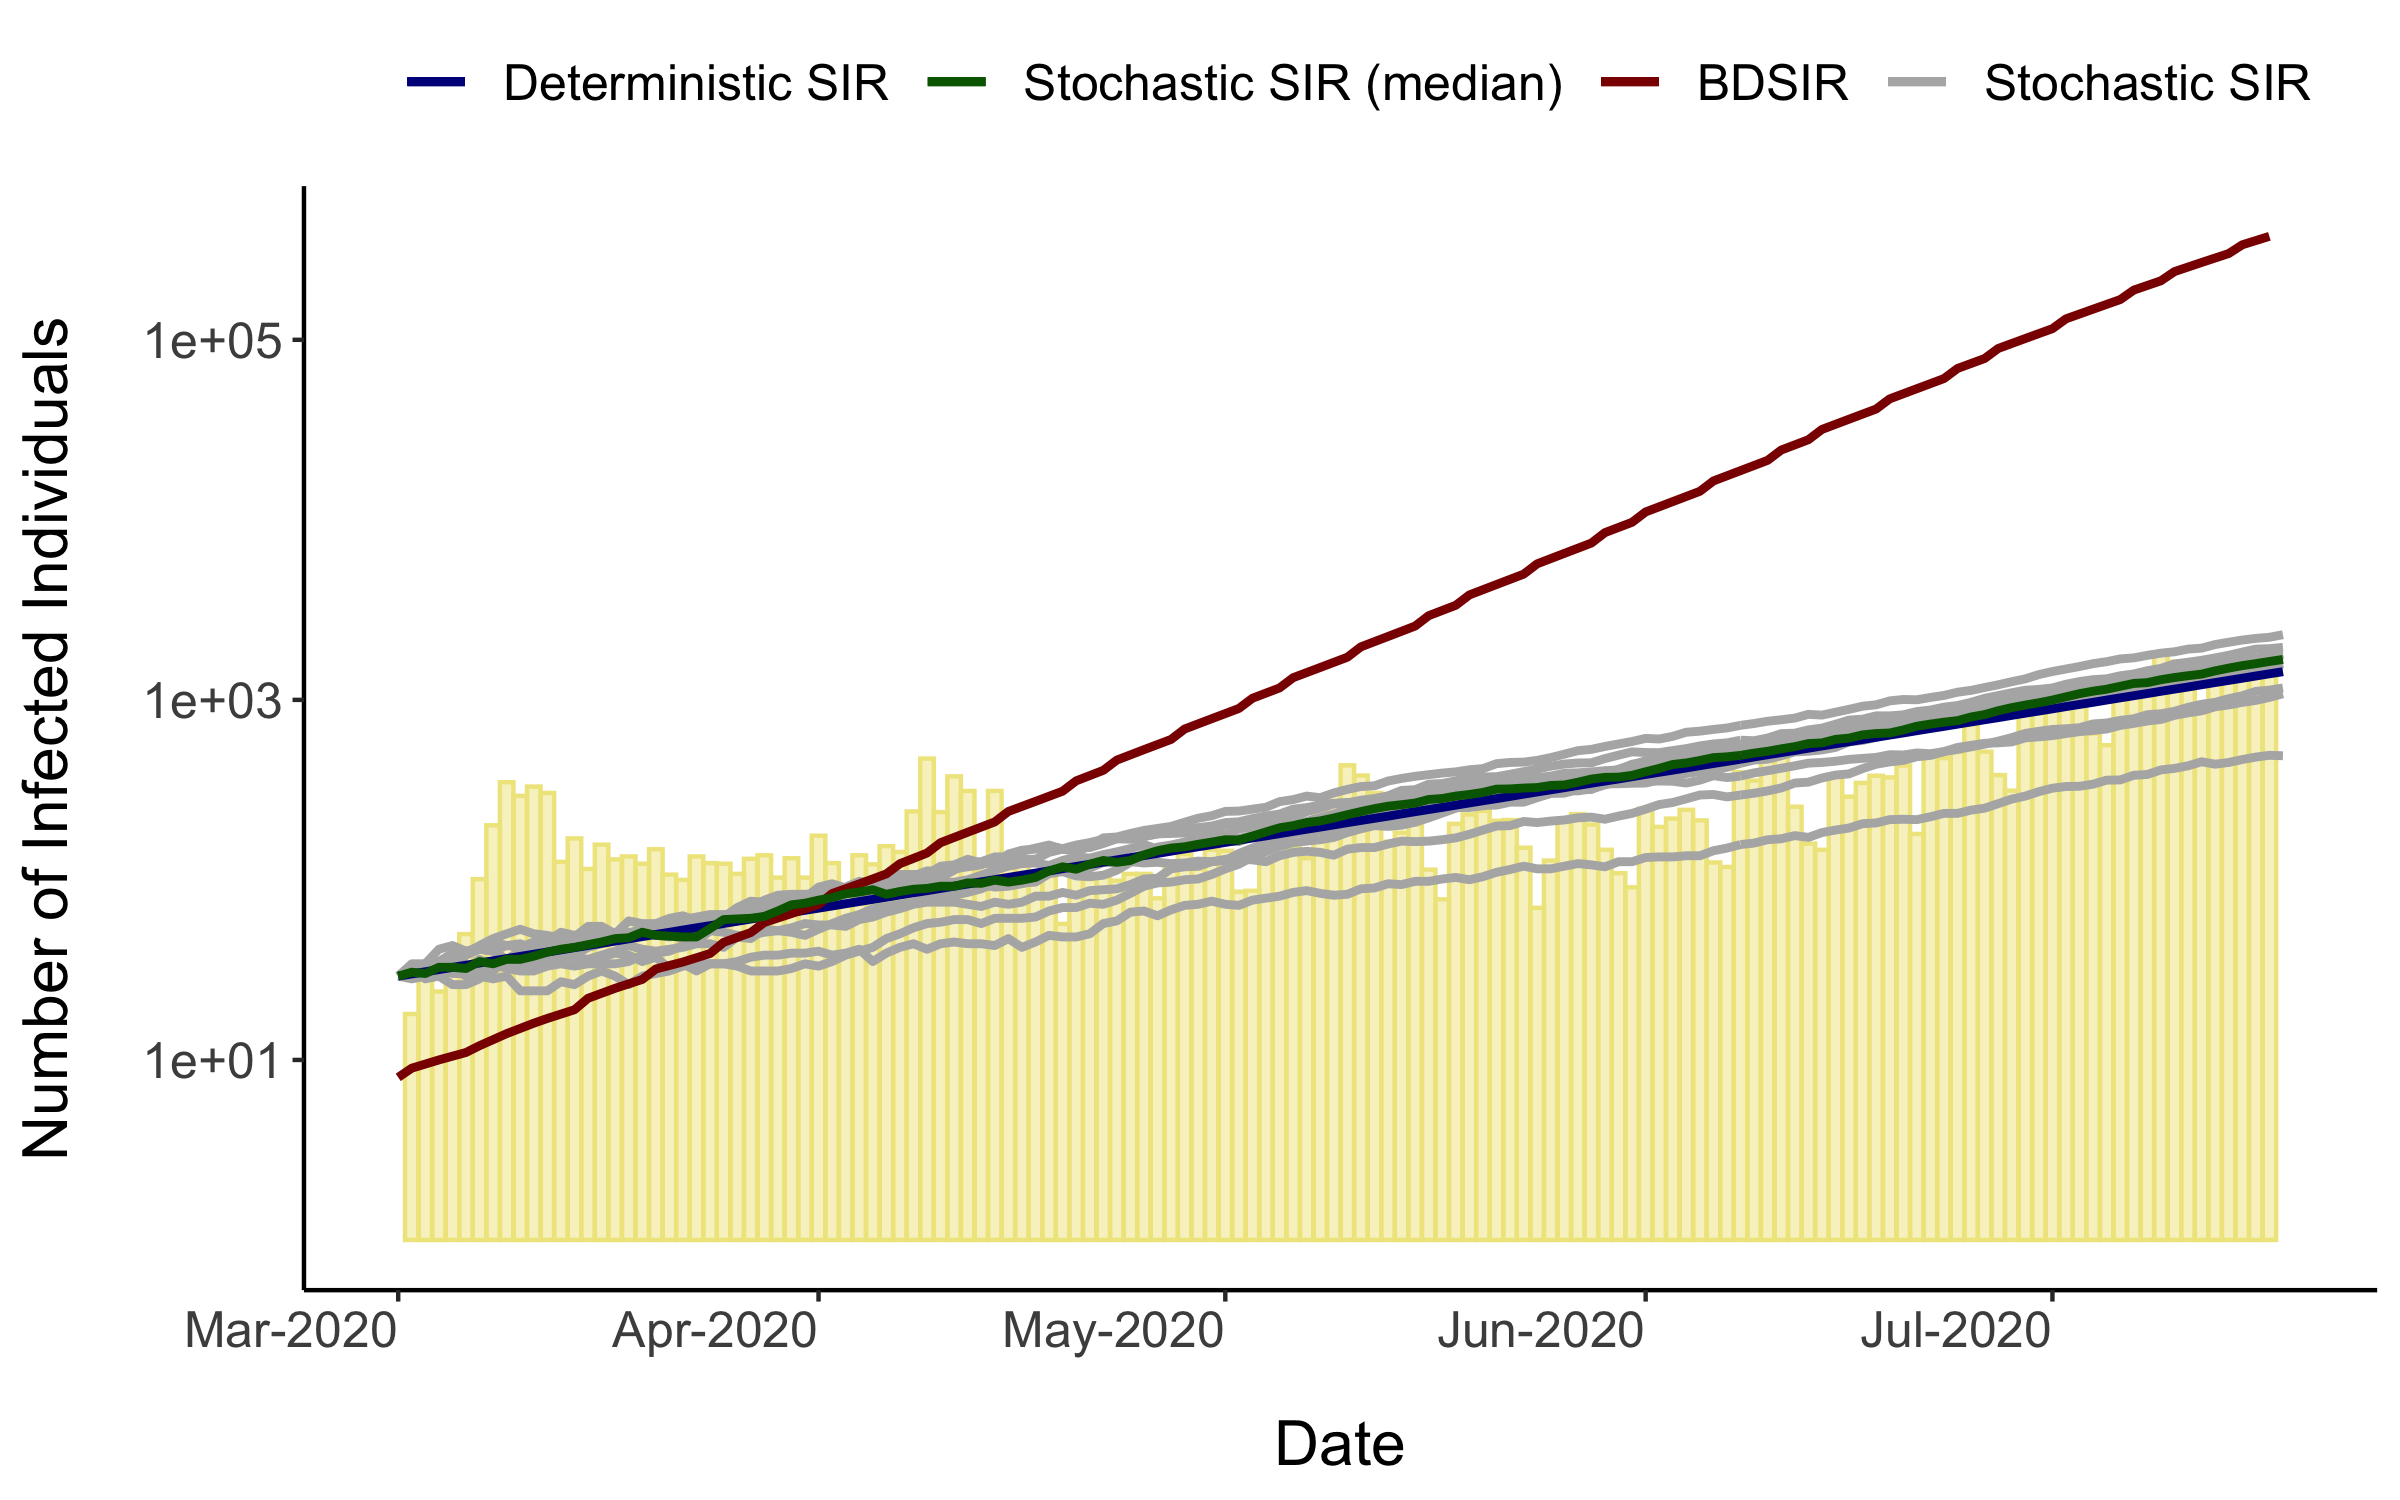 Deterministic SIR Stochastic SIR (median) BDSIR Stochastic SIR
Number of Infected Individuals
1e+05
1e+03
1e+01
Mar-2020 Apr-2020 May-2020 Jun-2020 Jul-2020
Date